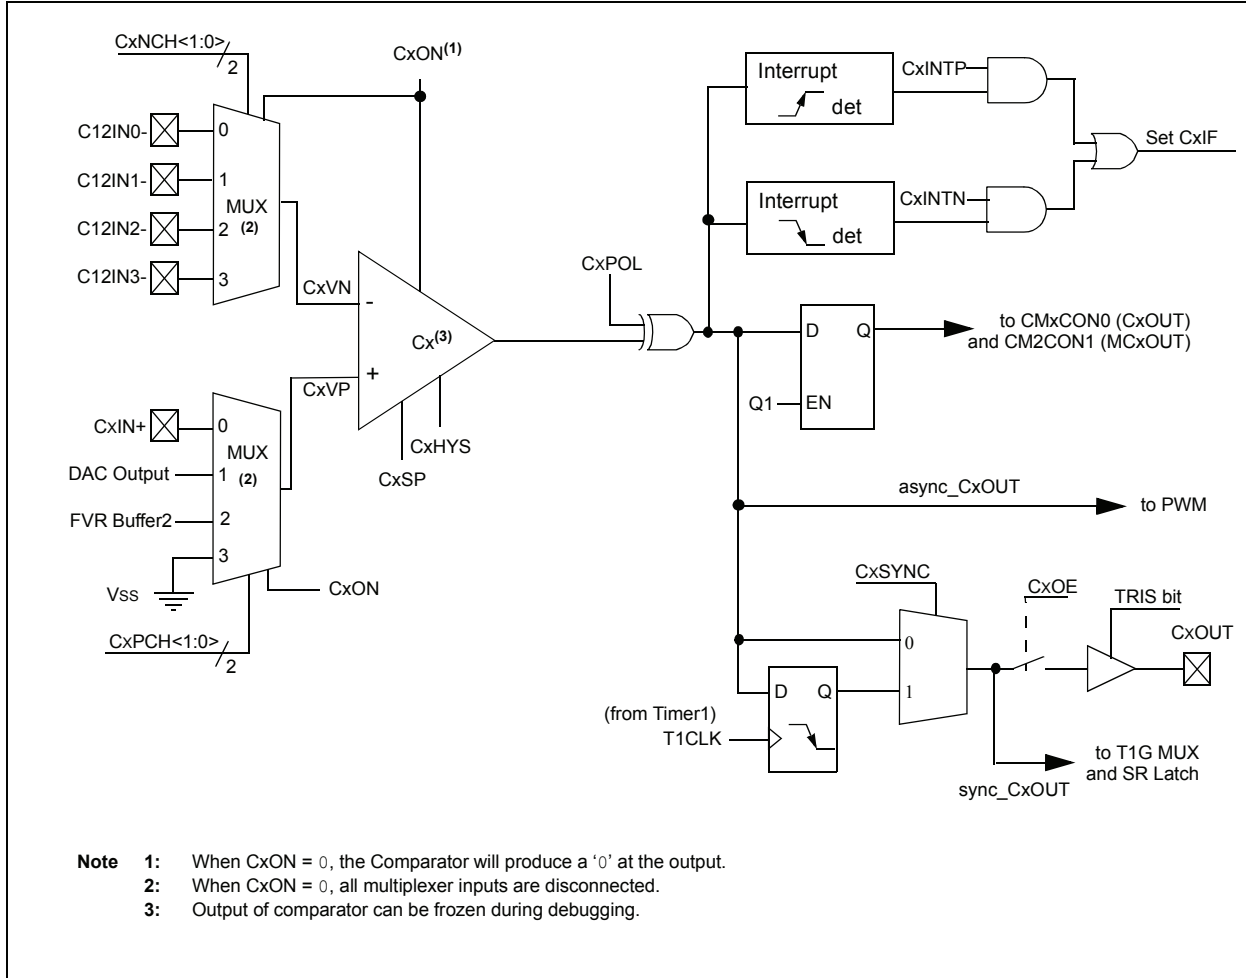 CxNCH<1:0>
2
CxON(1)
C12IN0-
0
C12IN1-
1
MUX
(2)
C12IN2-
2
C12IN3-
3
CxVN
-
Cx(3)
+
CxVP
CxHYS
CxSP
CxIN+
0
MUX
DAC Output
1
(2)
FVR Buffer2
2
3
VSS
CxON
CxPCH<1:0>
2
CxPOL
Interrupt
det
CxINTP
Interrupt
det
CxINTN
Set CxIF
D
Q
Q1
EN
to CMxCON0 (CxOUT)
and CM2CON1 (MCxOUT)
async_CxOUT
to PWM
CxSYNC
0
1
CxOE
TRIS bit
CxOUT
D
Q
(from Timer1)
T1CLK
to T1G MUX
and SR Latch
sync_CxOUT
Note 1: When CxON = 0, the Comparator will produce a ‘0’ at the output.
2: When CxON = 0, all multiplexer inputs are disconnected.
3: Output of comparator can be frozen during debugging.